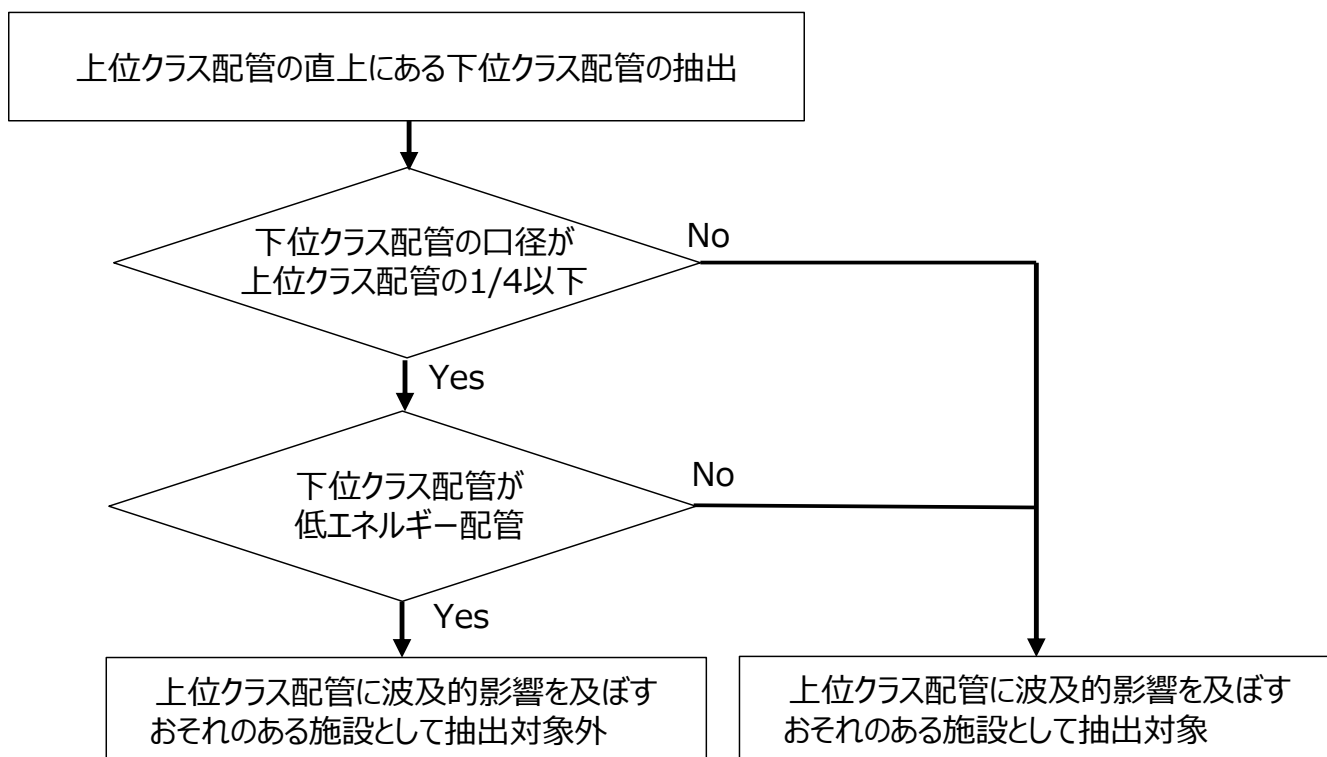 上位クラス配管の直上にある下位クラス配管の抽出
下位クラス配管の口径が
上位クラス配管の1/4以下
No
Yes
下位クラス配管が
低エネルギー配管
No
Yes
上位クラス配管に波及的影響を及ぼす
おそれのある施設として抽出対象外
上位クラス配管に波及的影響を及ぼす
おそれのある施設として抽出対象